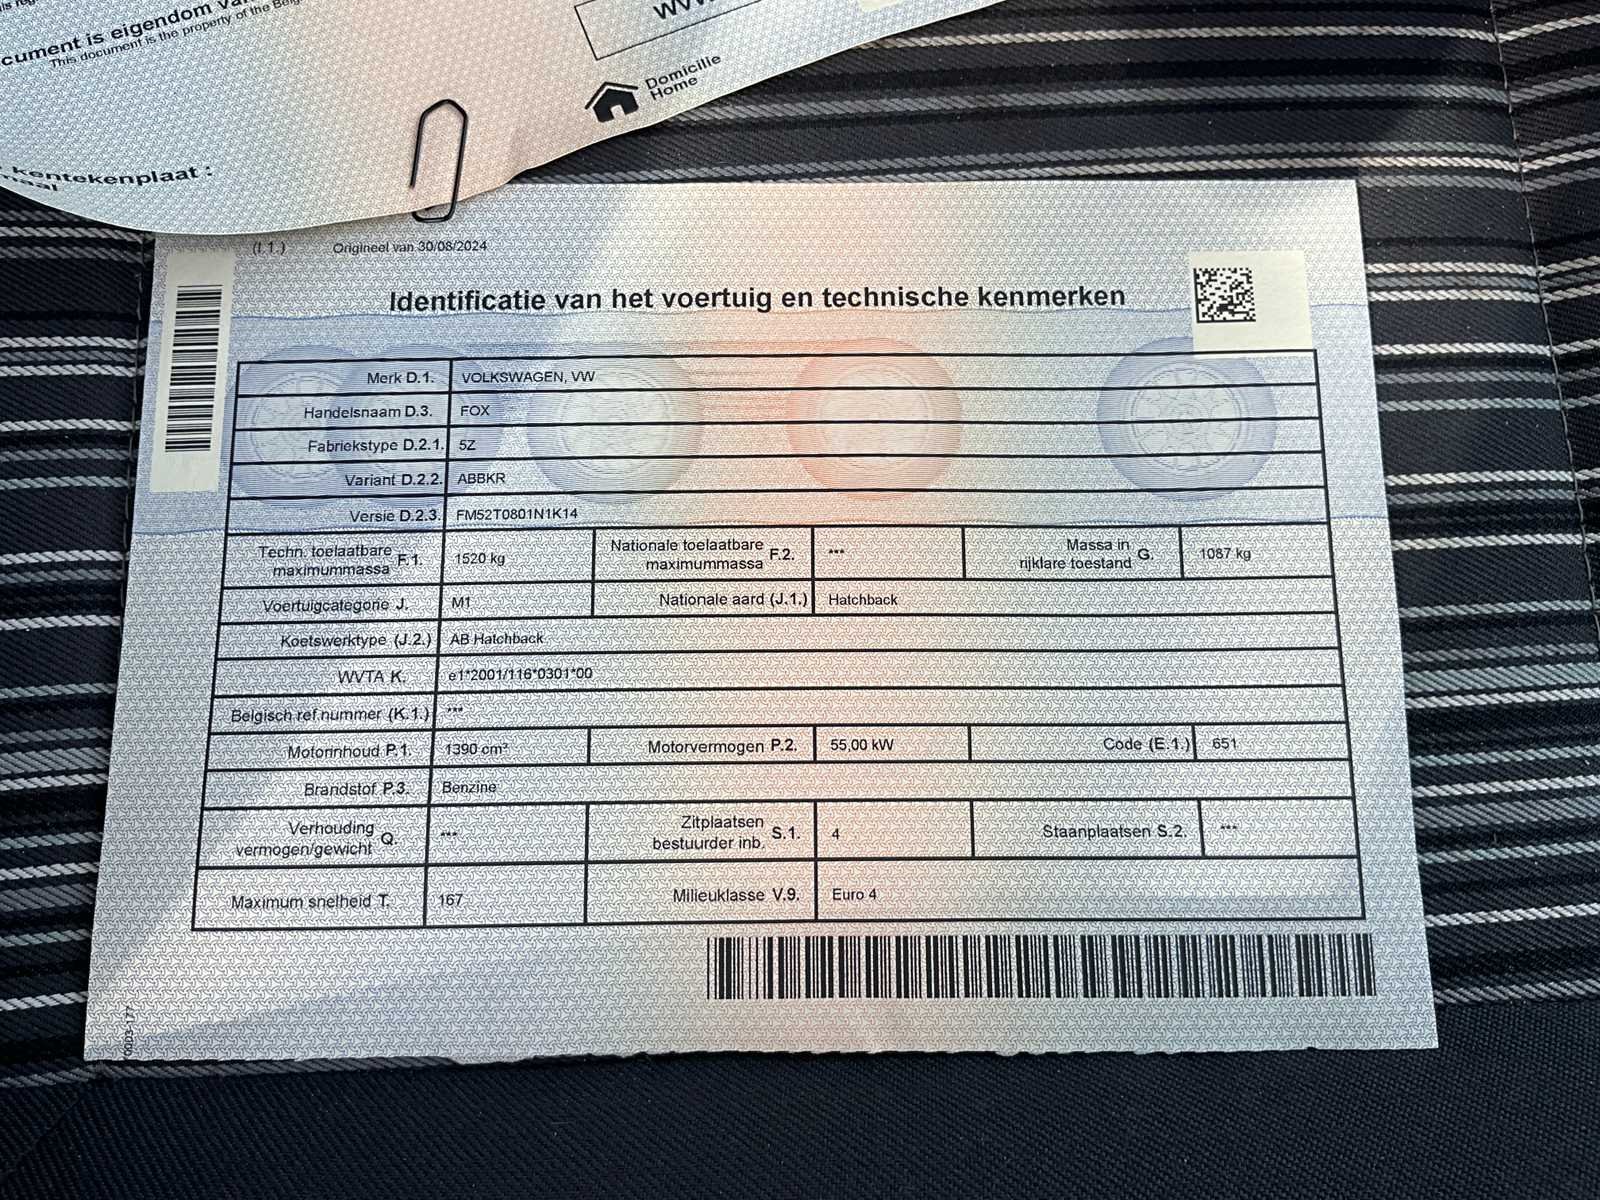 cument is eigendom va
This document is the property of the Belg
Domicilie
Home
kentekenplaat :
(I.1.) Origineel van 30/08/2024
Identificatie van het voertuig en technische kenmerken
Merk D.1. VOLKSWAGEN, VW
Handelsnaam D.3. FOX
Fabriekstype D.2.1. 5Z
Variant D.2.2. ABBKR
Versie D.2.3. FM52T0801N1K14
Techn. toelaatbare maximummassa F.1. 1520 kg Nationale toelaatbare maximummassa F.2. *** Massa in rijklare toestand G. 1087 kg
Voertuigcategorie J. M1 Nationale aard (J.1.) Hatchback
Koetswerktype (J.2.) AB Hatchback
WVTA K. e1*2001/116*0301*00
Belgisch ref.nummer (K.1.) ***
Motorinhoud P.1. 1390 cm³ Motorvermogen P.2. 55,00 kW Code (E.1.) 651
Brandstof P.3. Benzine
Verhouding vermogen/gewicht Q. *** Zitplaatsen bestuurder inb. S.1. 4 Staanplaatsen S.2. ***
Maximum snelheid T. 167 Milieuklasse V.9. Euro 4